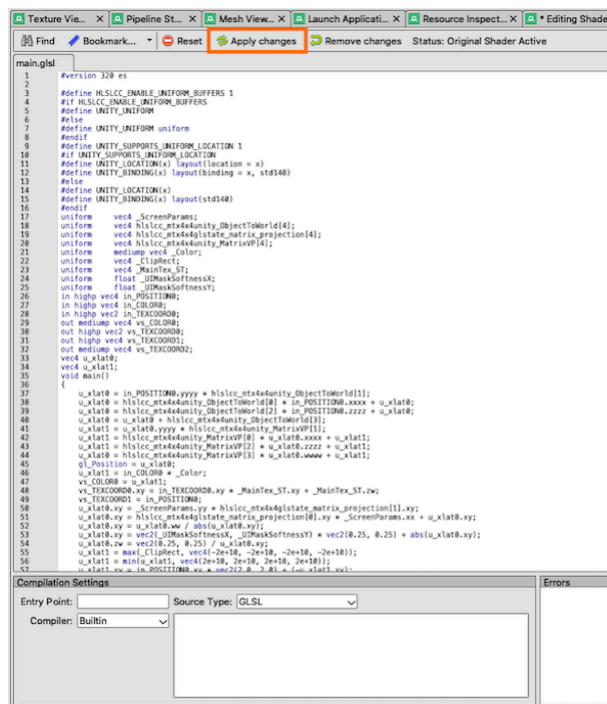 Texture Vie... × Pipeline St... × Mesh View... × Launch Applicati... × Resource Inspect... × * Editing Shade
Find Bookmark... Reset Apply changes Remove changes Status: Original Shader Active
main.glsl
1 #version 320 es
2
3 #define HLSLCC_ENABLE_UNIFORM_BUFFERS 1
4 #if HLSLCC_ENABLE_UNIFORM_BUFFERS
5 #define UNITY_UNIFORM
6 #else
7 #define UNITY_UNIFORM uniform
8 #endif
9 #define UNITY_SUPPORTS_UNIFORM_LOCATION 1
10 #if UNITY_SUPPORTS_UNIFORM_LOCATION
11 #define UNITY_LOCATION(x) layout(location = x)
12 #define UNITY_BINDING(x) layout(binding = x, std140)
13 #else
14 #define UNITY_LOCATION(x)
15 #define UNITY_BINDING(x) layout(std140)
16 #endif
17 uniform vec4 _ScreenParams;
18 uniform vec4 hlslcc_mtx4x4unity_ObjectToWorld[4];
19 uniform vec4 hlslcc_mtx4x4glstate_matrix_projection[4];
20 uniform vec4 hlslcc_mtx4x4unity_MatrixVP[4];
21 uniform mediump vec4 _Color;
22 uniform vec4 _ClipRect;
23 uniform vec4 _MainTex_ST;
24 uniform float _UIMaskSoftnessX;
25 uniform float _UIMaskSoftnessY;
26 in highp vec4 in_POSITION0;
27 in highp vec4 in_COLOR0;
28 in highp vec2 in_TEXCOORD0;
29 out mediump vec4 vs_COLOR0;
30 out highp vec2 vs_TEXCOORD0;
31 out highp vec4 vs_TEXCOORD1;
32 out mediump vec4 vs_TEXCOORD2;
33 vec4 u_xlat0;
34 vec4 u_xlat1;
35 void main()
36 {
37 u_xlat0 = in_POSITION0.yyyy * hlslcc_mtx4x4unity_ObjectToWorld[1];
38 u_xlat0 = hlslcc_mtx4x4unity_ObjectToWorld[0] * in_POSITION0.xxxx + u_xlat0;
39 u_xlat0 = hlslcc_mtx4x4unity_ObjectToWorld[2] * in_POSITION0.zzzz + u_xlat0;
40 u_xlat0 = u_xlat0 + hlslcc_mtx4x4unity_ObjectToWorld[3];
41 u_xlat1 = u_xlat0.yyyy * hlslcc_mtx4x4unity_MatrixVP[1];
42 u_xlat1 = hlslcc_mtx4x4unity_MatrixVP[0] * u_xlat0.xxxx + u_xlat1;
43 u_xlat1 = hlslcc_mtx4x4unity_MatrixVP[2] * u_xlat0.zzzz + u_xlat1;
44 u_xlat0 = hlslcc_mtx4x4unity_MatrixVP[3] * u_xlat0.wwww + u_xlat1;
45 gl_Position = u_xlat0;
46 u_xlat1 = in_COLOR0 * _Color;
47 vs_COLOR0 = u_xlat1;
48 vs_TEXCOORD0.xy = in_TEXCOORD0.xy * _MainTex_ST.xy + _MainTex_ST.zw;
49 vs_TEXCOORD1 = in_POSITION0;
50 u_xlat0.xy = _ScreenParams.yy * hlslcc_mtx4x4glstate_matrix_projection[1].xy;
51 u_xlat0.xy = hlslcc_mtx4x4glstate_matrix_projection[0].xy * _ScreenParams.xx + u_xlat0.xy;
52 u_xlat0.xy = u_xlat0.ww / abs(u_xlat0.xy);
53 u_xlat0.xy = vec2(_UIMaskSoftnessX, _UIMaskSoftnessY) * vec2(0.25, 0.25) + abs(u_xlat0.xy);
54 u_xlat0.zw = vec2(0.25, 0.25) / u_xlat0.xy;
55 u_xlat1 = max(_ClipRect, vec4(-2e+10, -2e+10, -2e+10, -2e+10));
56 u_xlat1 = min(u_xlat1, vec4(2e+10, 2e+10, 2e+10, 2e+10));
57 u_xlat1.xy = in_POSITION0.xy * vec2(2.0, 2.0) + (-u_xlat1.xy);
Compilation Settings
Errors
Entry Point: Source Type: GLSL
Compiler: Builtin